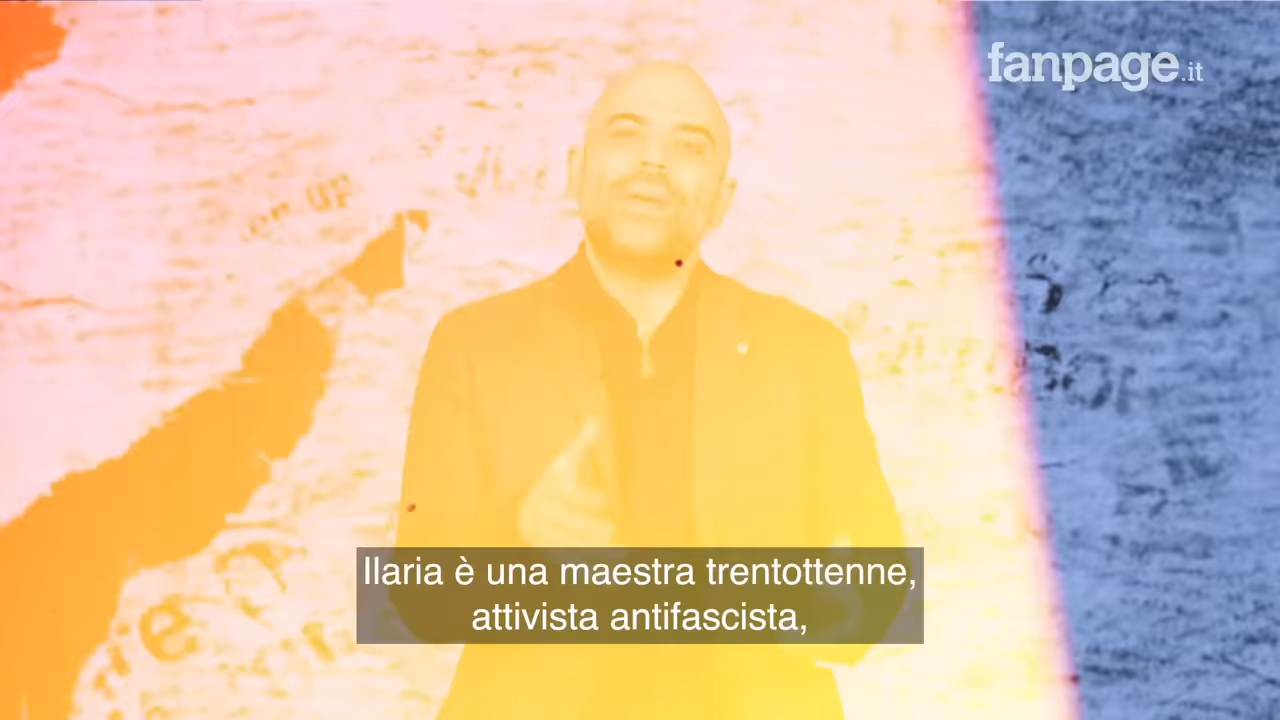 fanpage.it
Ilaria è una maestra trentottenne,
attivista antifascista,